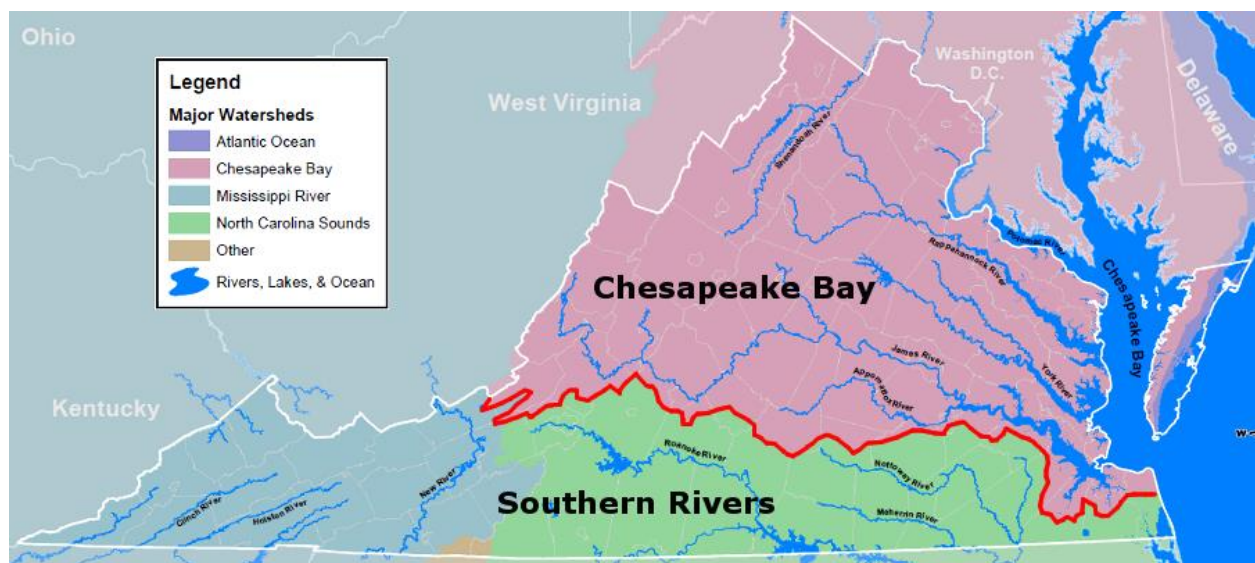 Ohio
Legend
Major Watersheds
Atlantic Ocean
Chesapeake Bay
Mississippi River
North Carolina Sounds
Other
Rivers, Lakes, & Ocean
West Virginia
Washington
D.C.
Delaware
Shenandoah River
Potomac River
Rappahannock River
Chesapeake Bay
Chesapeake Bay
James River
York River
Appomattox River
Kentucky
Roanoke River
Nottoway River
New River
Southern Rivers
Clinch River
Holston River
Meherrin River
W